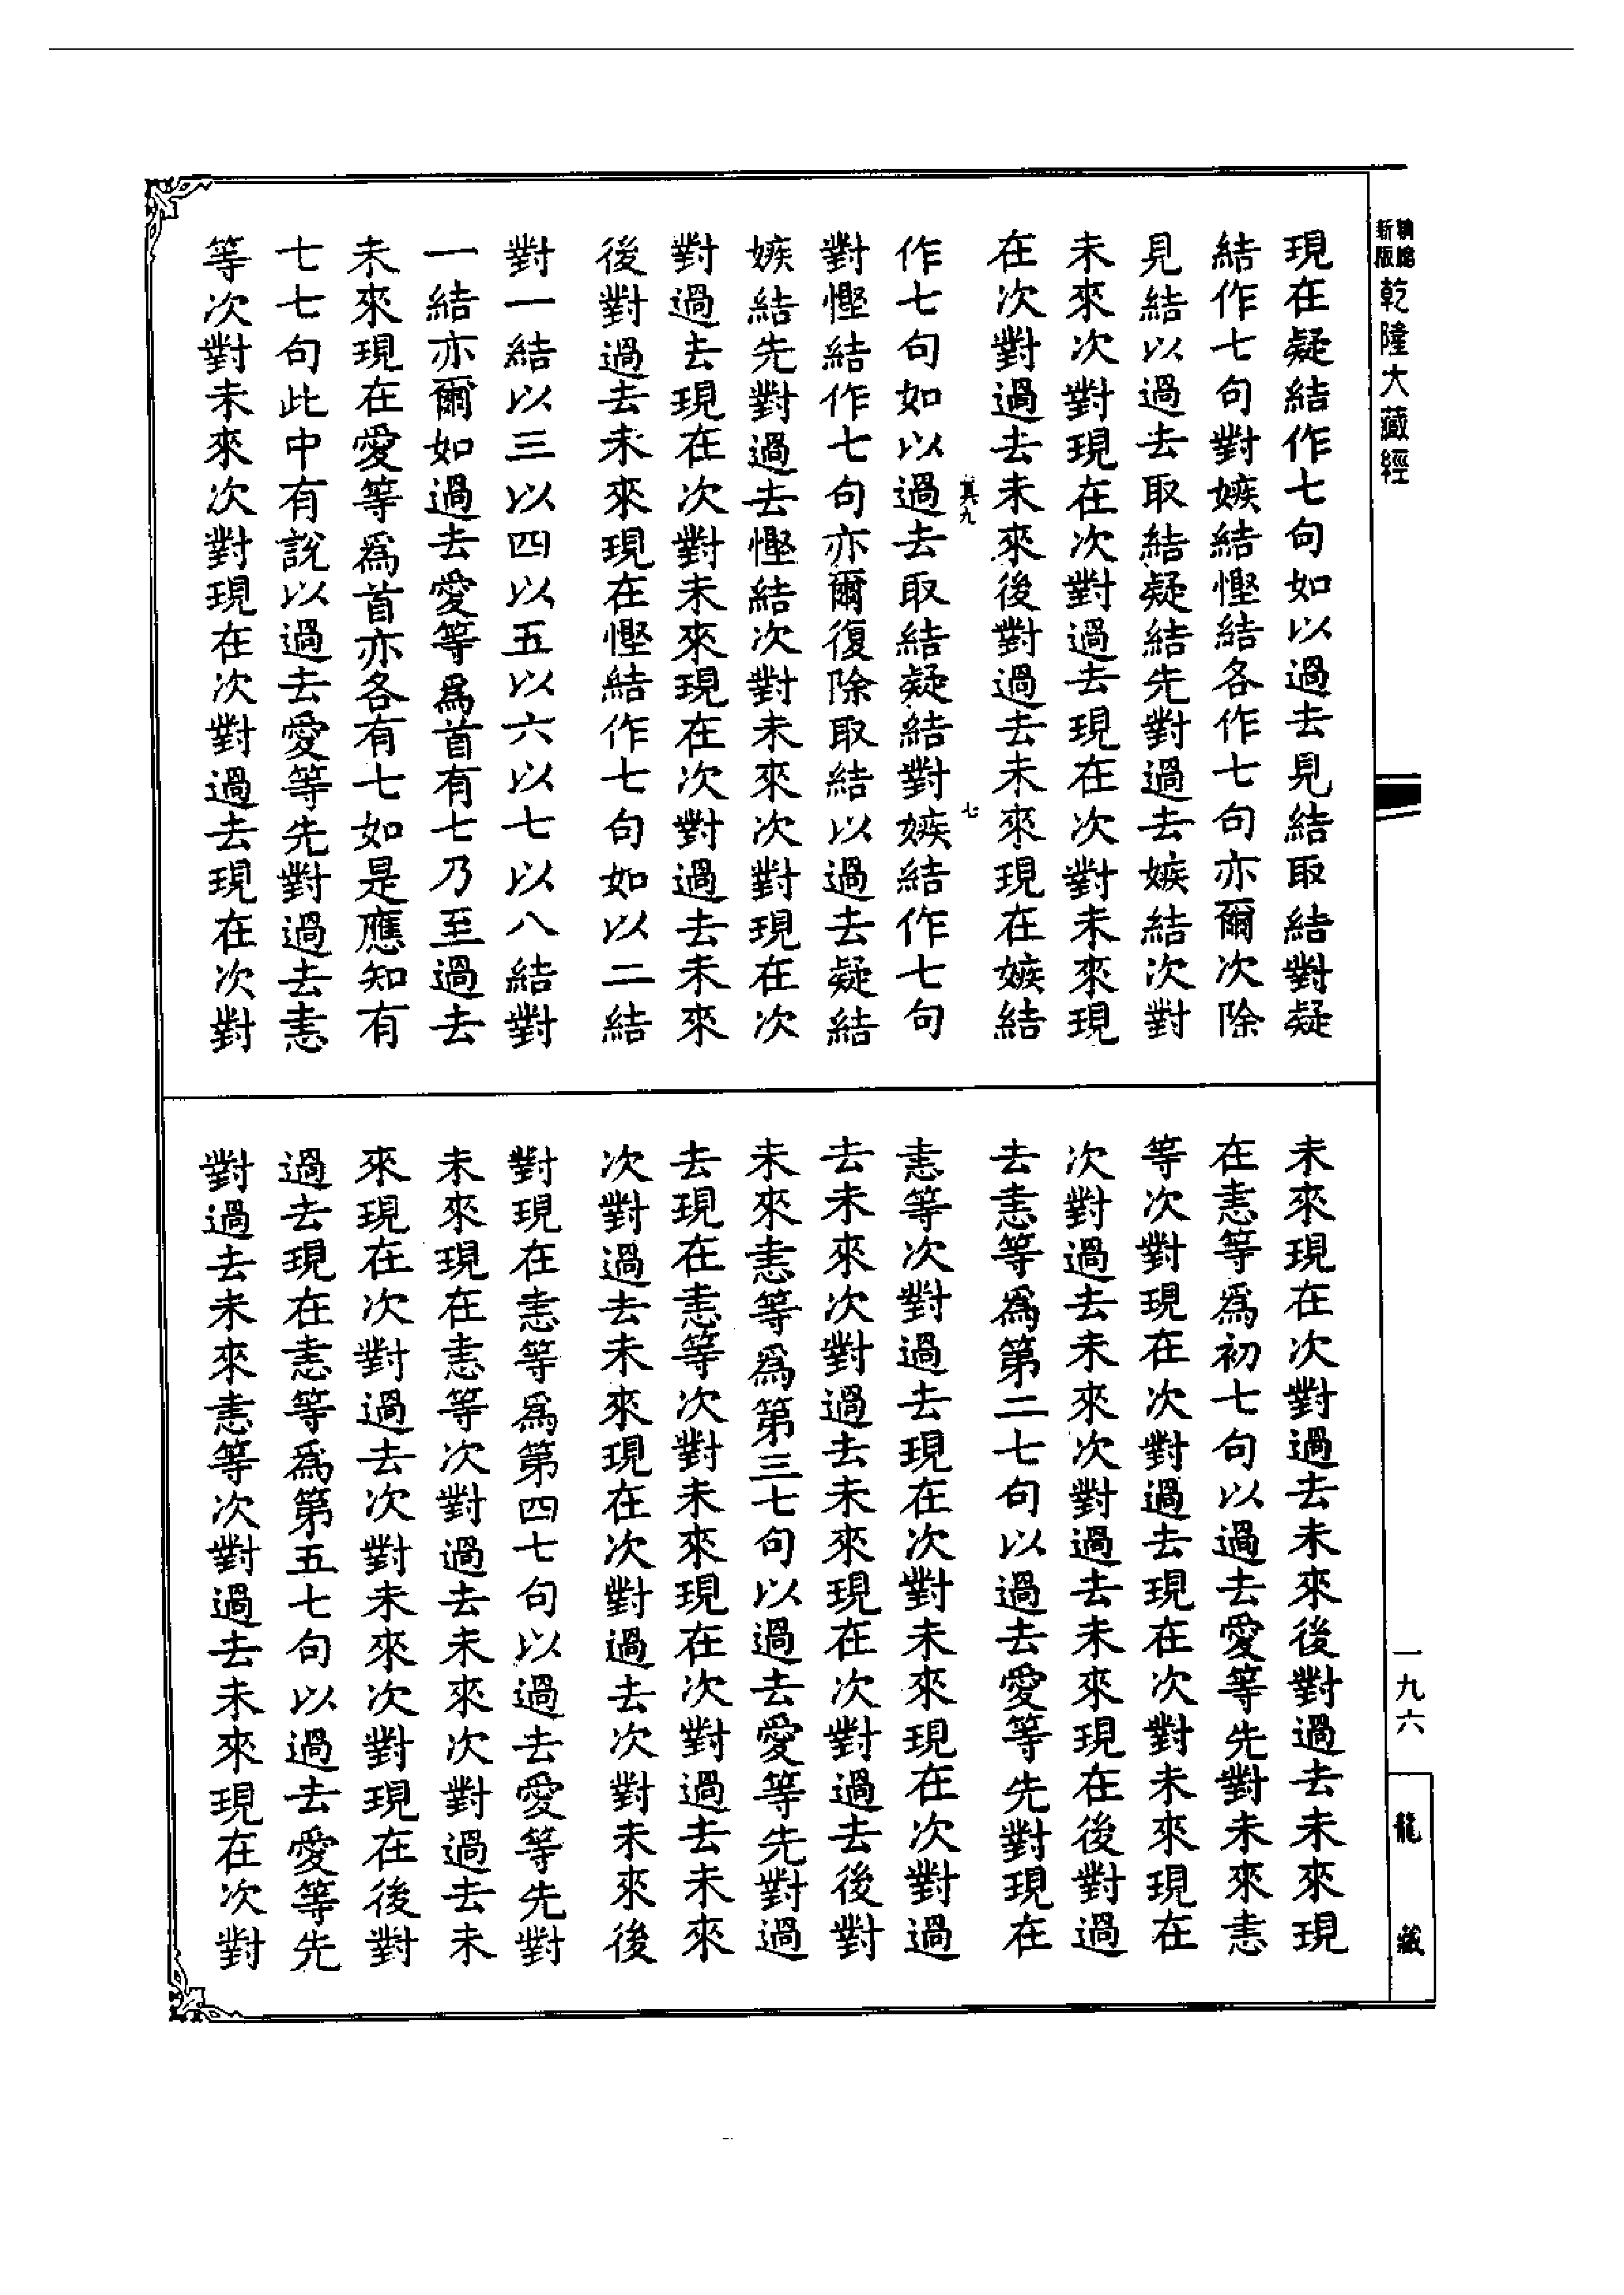 新版
乾隆大藏經
現在疑結作七句如以過去見結取結對疑
結作七句對嫉結慳結各作七句亦爾次除
見結以過去取結疑結先對過去嫉結次對
未來次對現在次對過去現在次對未來現
在次對過去未來後對過去未來現在嫉結
七
作七句如以過去取結疑結對嫉結作七句
對慳結作七句亦爾復除取結以過去疑結
嫉結先對過去慳結次對未來次對現在次
對過去現在次對未來現在次對過去未來
後對過去未來現在慳結作七句如以二結
對一結以三以四以五以六以七以八結對
一結亦爾如過去愛等爲首有七乃至過去
未來現在愛等爲首亦各有七如是應知有
七七句此中有說以過去愛等先對過去恚
等次對未來次對現在次對過去現在次對
未來現在次對過去未來後對過去未來現
在恚等爲初七句以過去愛等先對未來恚
等次對現在次對過去現在次對未來現在
次對過去未來次對過去未來現在後對過
去恚等爲第二七句以過去愛等先對現在
恚等次對過去現在次對未來現在次對過
去未來次對過去未來現在次對過去後對
未來恚等爲第三七句以過去愛等先對過
去現在恚等次對未來現在次對過去未來
次對過去未來現在次對過去次對未來後
對現在恚等爲第四七句以過去愛等先對
未來現在恚等次對過去未來次對過去未
來現在次對過去次對未來次對現在後對
過去現在恚等爲第五七句以過去愛等先
對過去未來恚等次對過去未來現在次對
一九六
龍藏